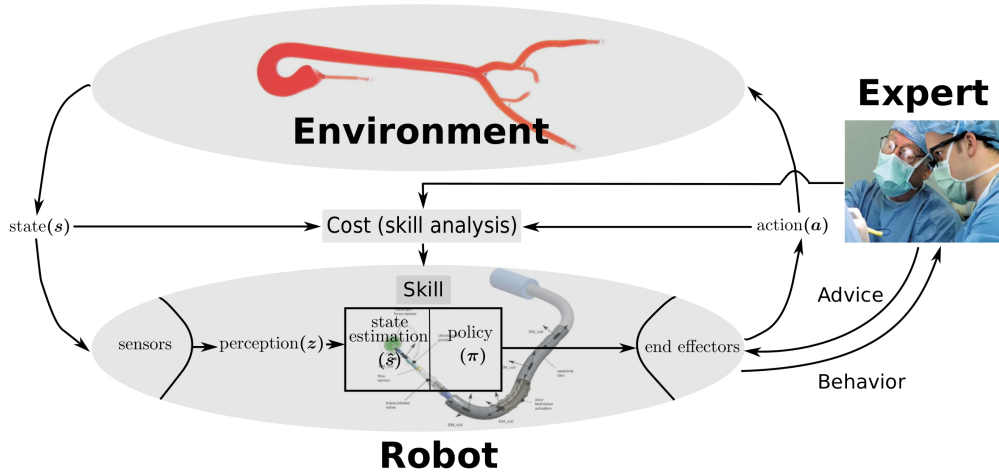 Environment
Expert
state(s)
Cost (skill analysis)
action(a)
Skill
Advice
sensors
perception(z)
state
estimation
(ŝ)
policy
(π)
end effectors
Behavior
Robot